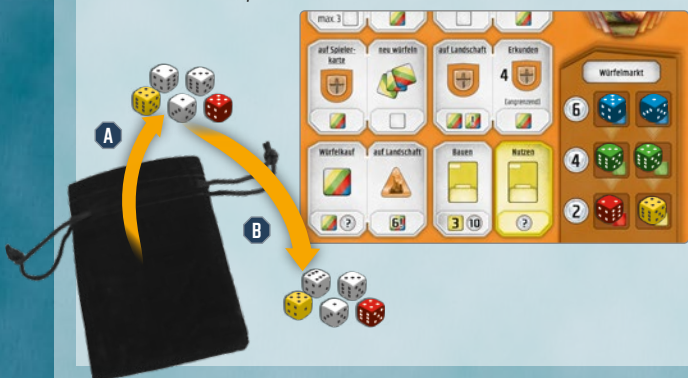 max.3
auf Spieler-
karte
neu würfeln
auf Landschaft
Erkunden
4
(angrenzend)
Würfelmarkt
6
4
2
A
B
Würfelkauf
auf Landschaft
Bauen
Nutzen
?
6
3 10
?